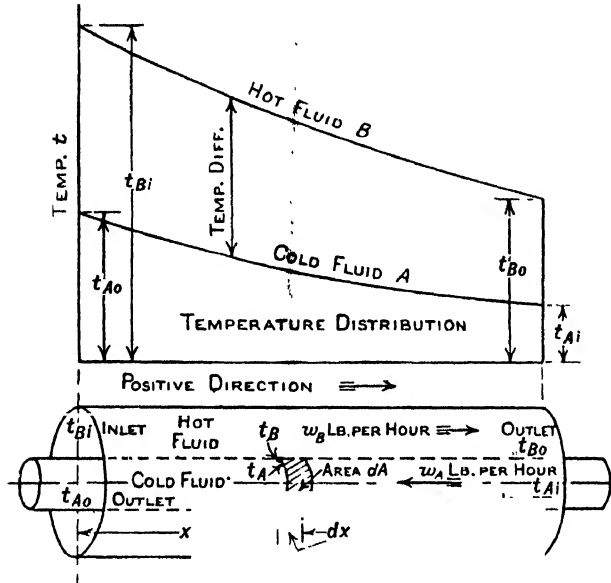 HOT FLUID B
TEMP. t
t_Bi
TEMP. DIFF.
t_Ao
COLD FLUID A
t_Bo
TEMPERATURE DISTRIBUTION
t_Ai
POSITIVE DIRECTION
t_Bi INLET HOT FLUID t_B w_B LB. PER HOUR OUTLET t_Bo
COLD FLUID t_A AREA dA w_A LB. PER HOUR t_Ai
t_Ao OUTLET
x dx